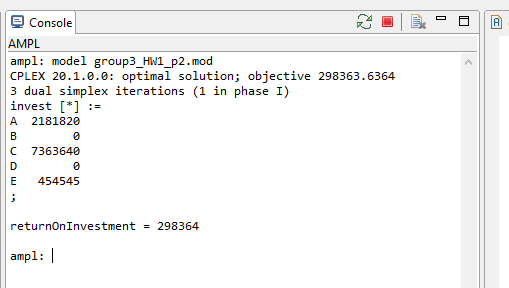 Console
AMPL
ampl: model group3_HW1_p2.mod
CPLEX 20.1.0.0: optimal solution; objective 298363.6364
3 dual simplex iterations (1 in phase I)
invest [*] :=
A  2181820
B        0
C  7363640
D        0
E   454545
;
returnOnInvestment = 298364
ampl: